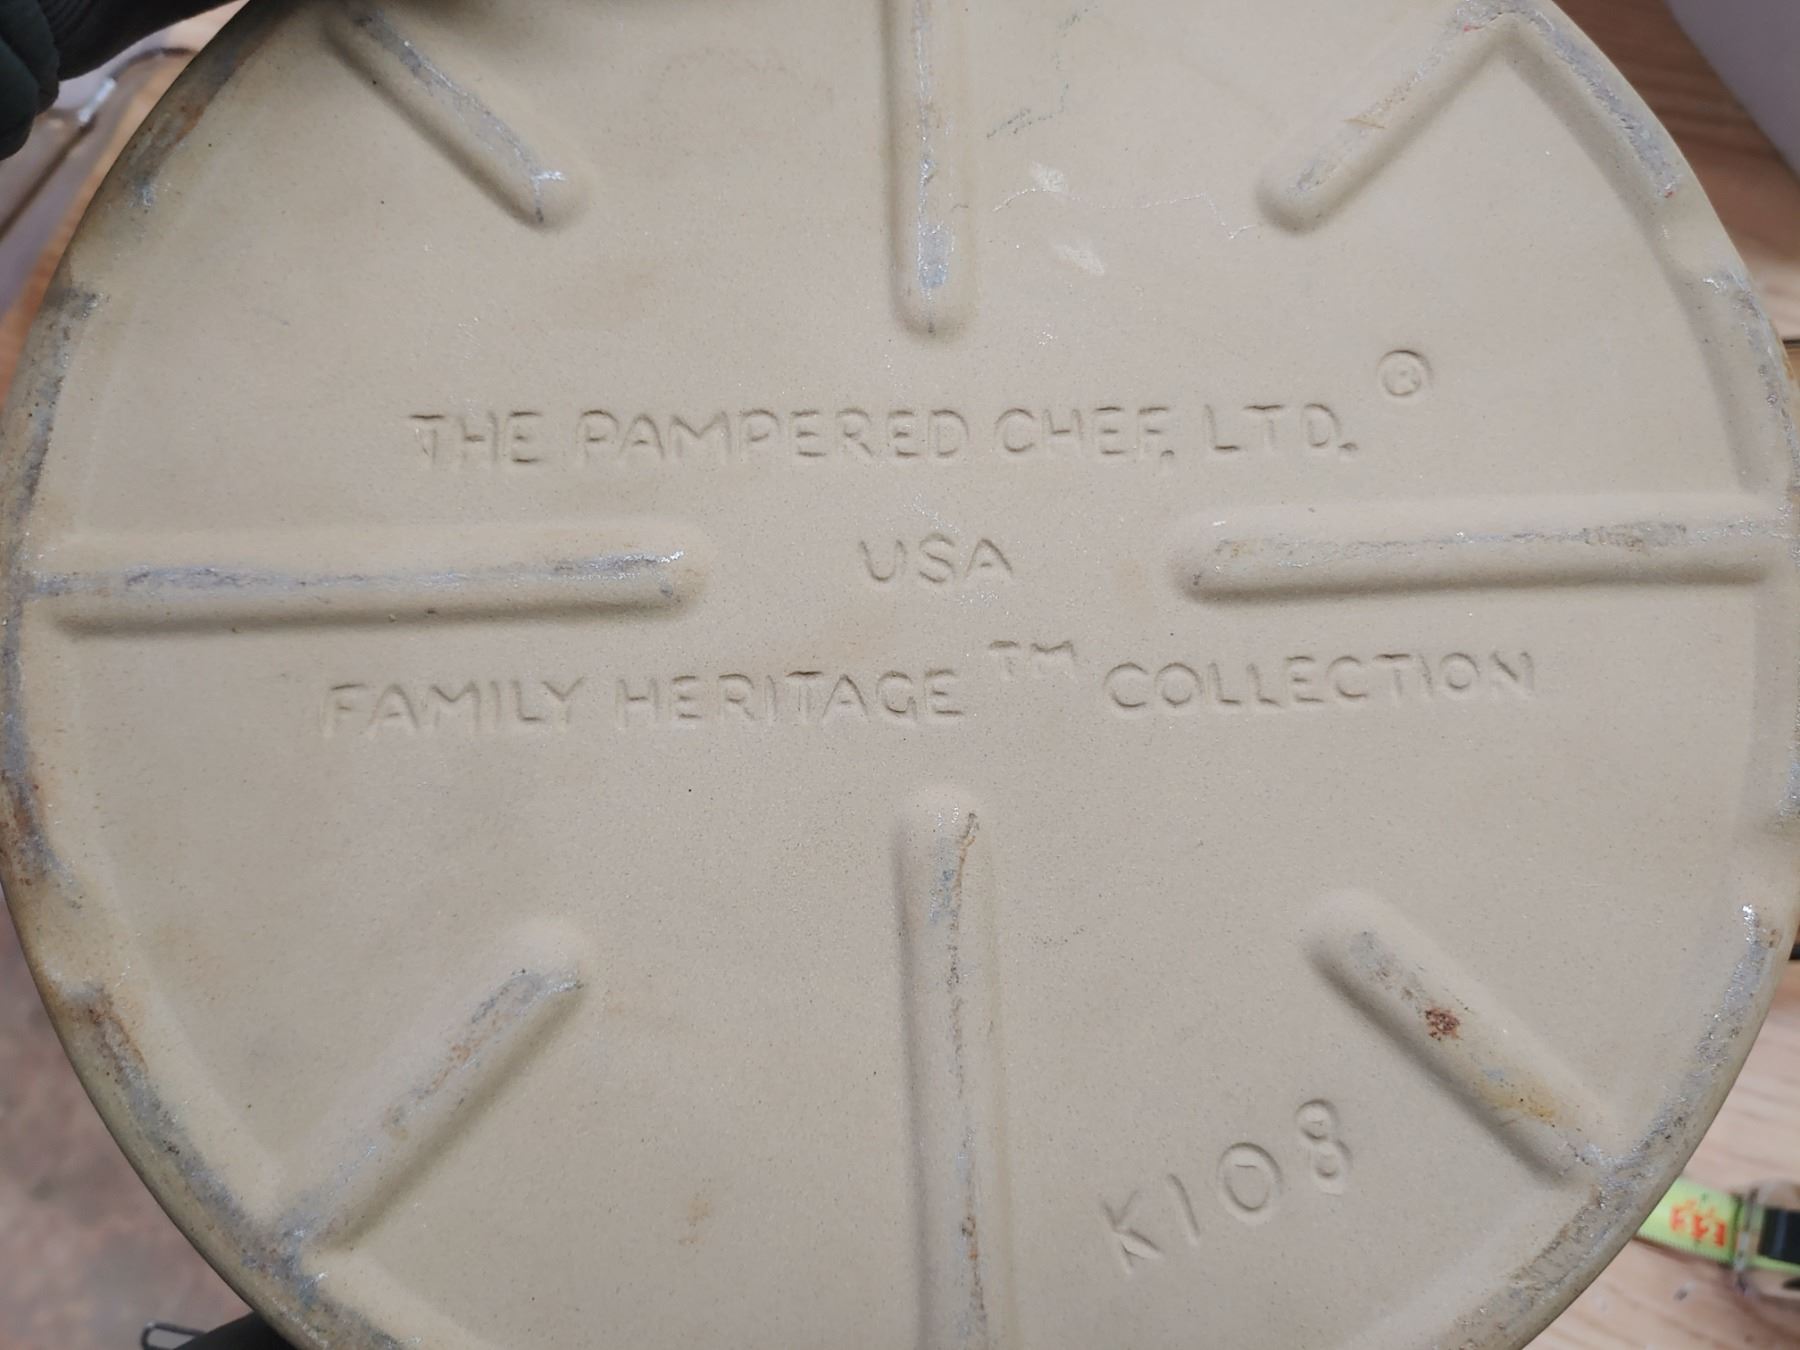 THE PAMPERED CHEF, LTD. ®
USA
FAMILY HERITAGE ™ COLLECTION
K108